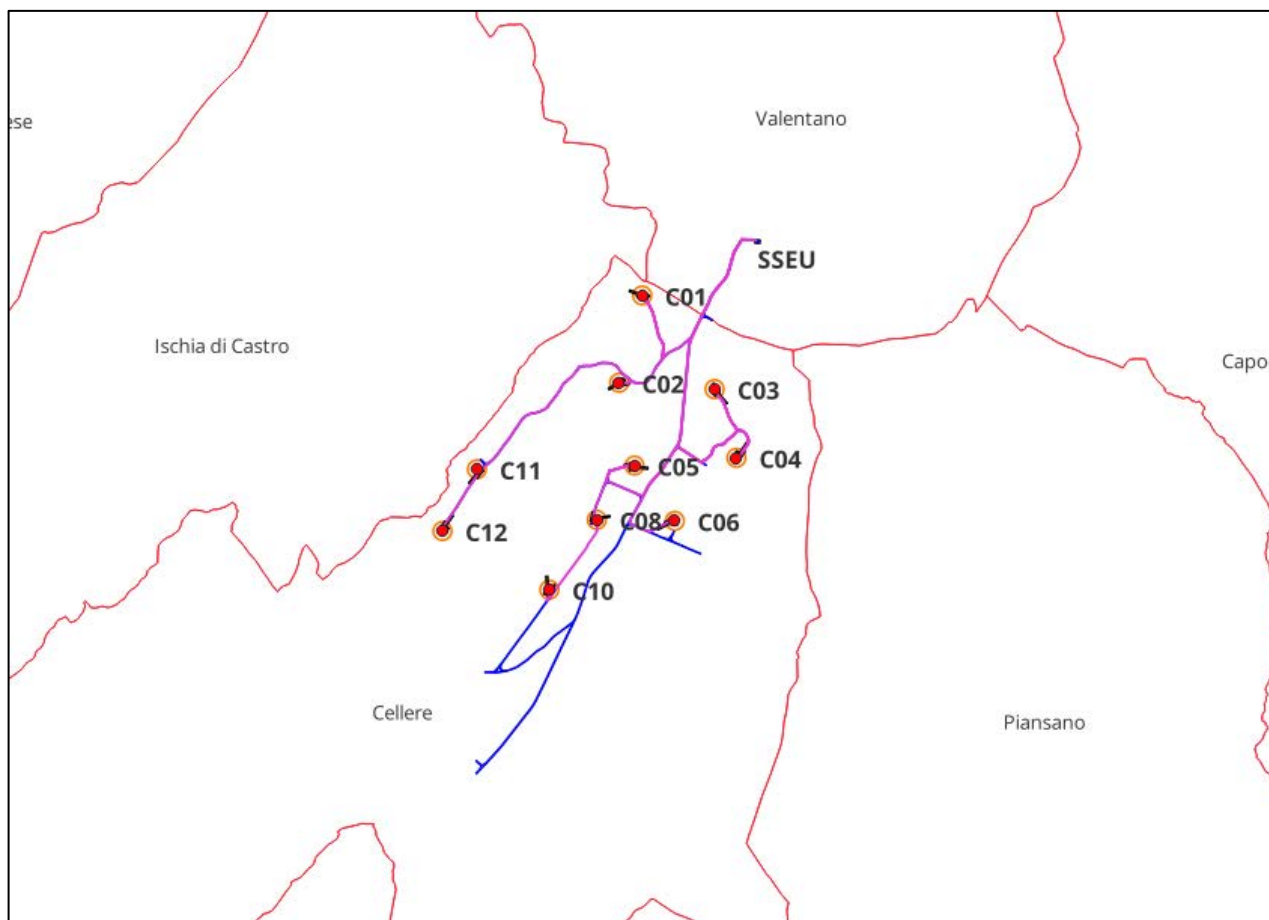 Valentano
ese
SSEU
C01
Ischia di Castro
Capo
C02
C03
C11
C05
C04
C12
C08
C06
C10
Cellere
Piansano